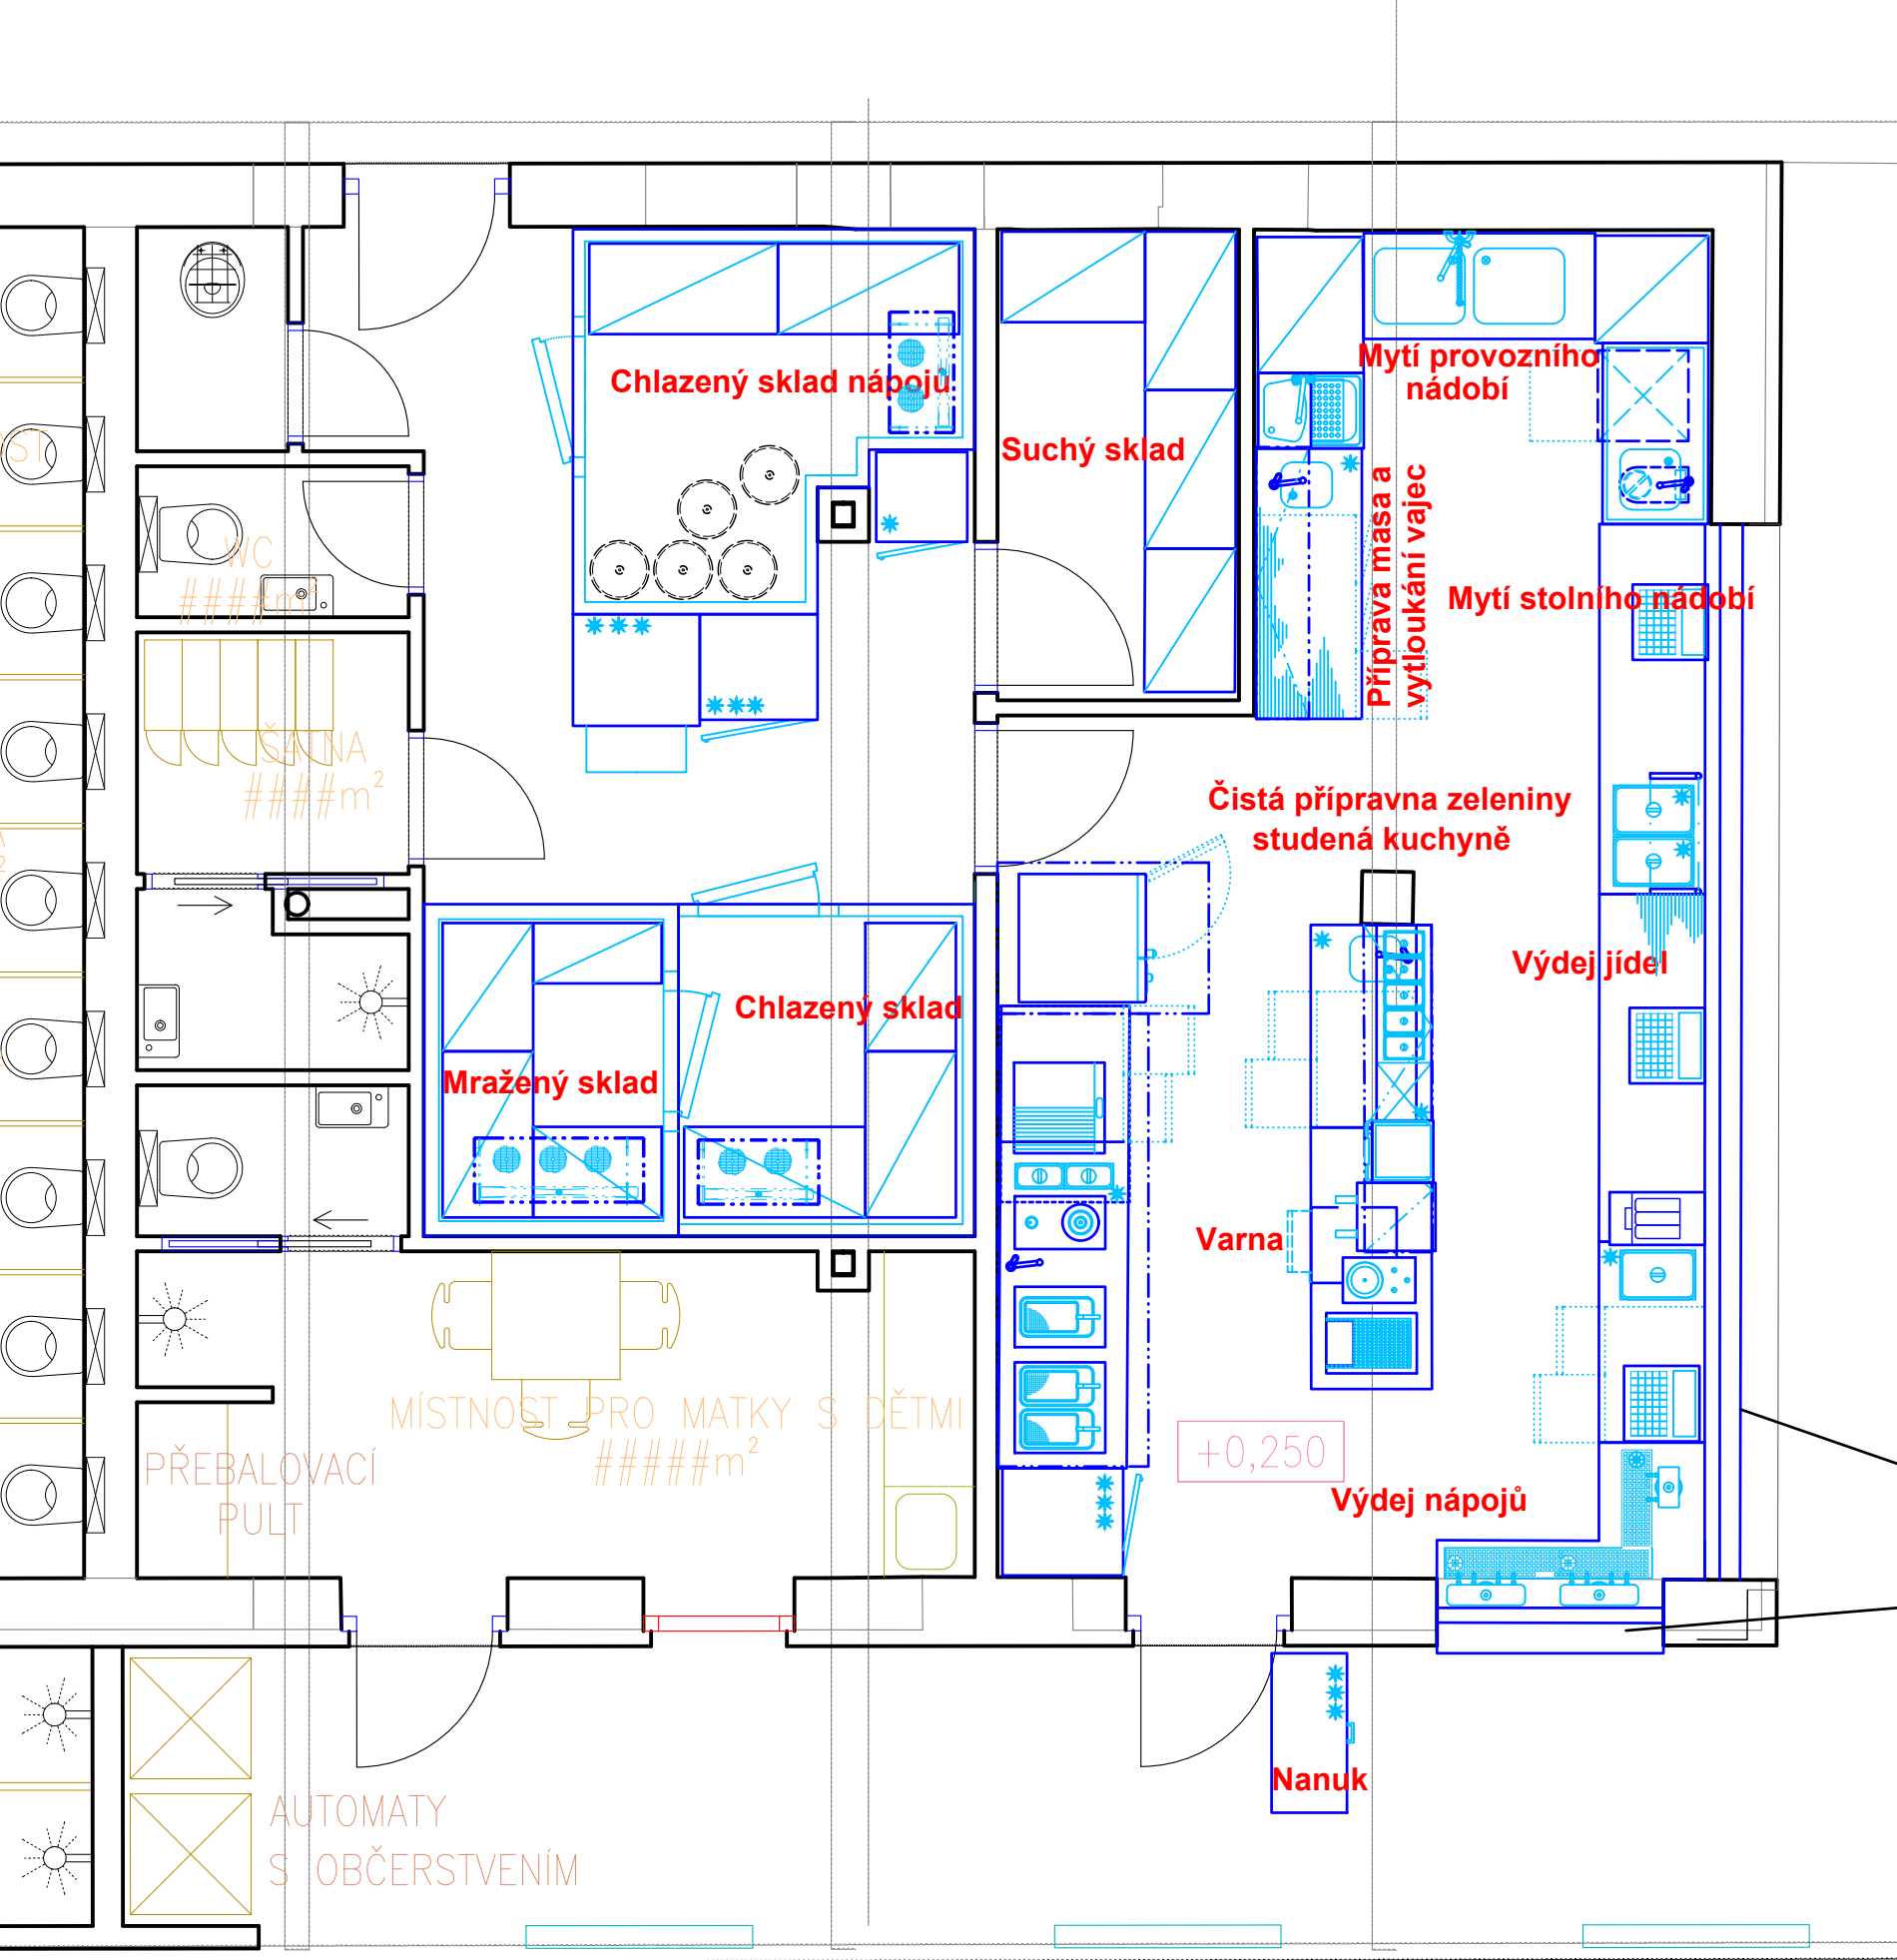 Chlazený sklad nápojů
Suchý sklad
Mytí provozního
nádobí
Příprava masa a
vytloukání vajec
Mytí stolního nádobí
OST
WC
####m²
ŠATNA
####m²
Čistá přípravna zeleniny
studená kuchyně
Výdej jídel
Chlazený sklad
Mražený sklad
Varna
MÍSTNOST PRO MATKY S DĚTMI
#####m²
PŘEBALOVACÍ
PULT
+0,250
Výdej nápojů
Nanuk
AUTOMATY
S OBČERSTVENÍM